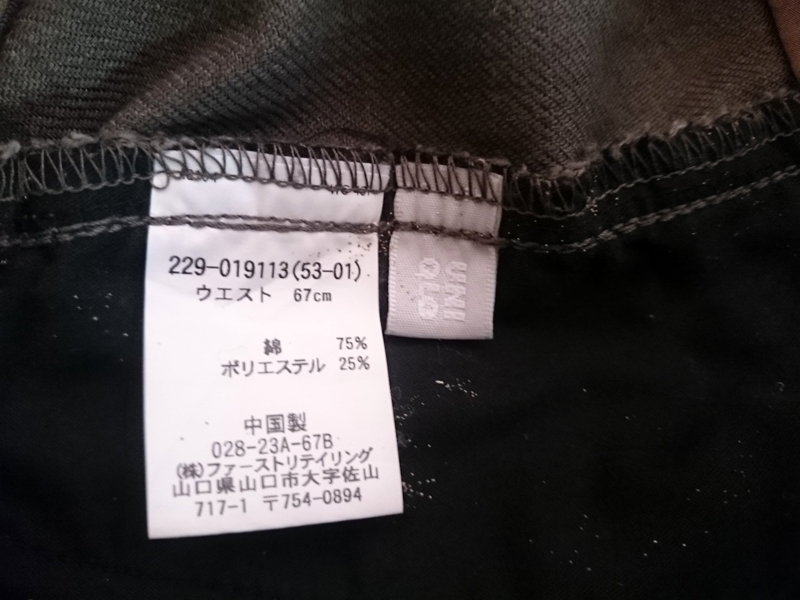 229-019113(53-01)
ウエスト 67cm
綿 75%
ポリエステル 25%
中国製
028-23A-67B
(株)ファーストリテイリング
山口県山口市大字佐山
717-1 〒754-0894
UNI
QLO